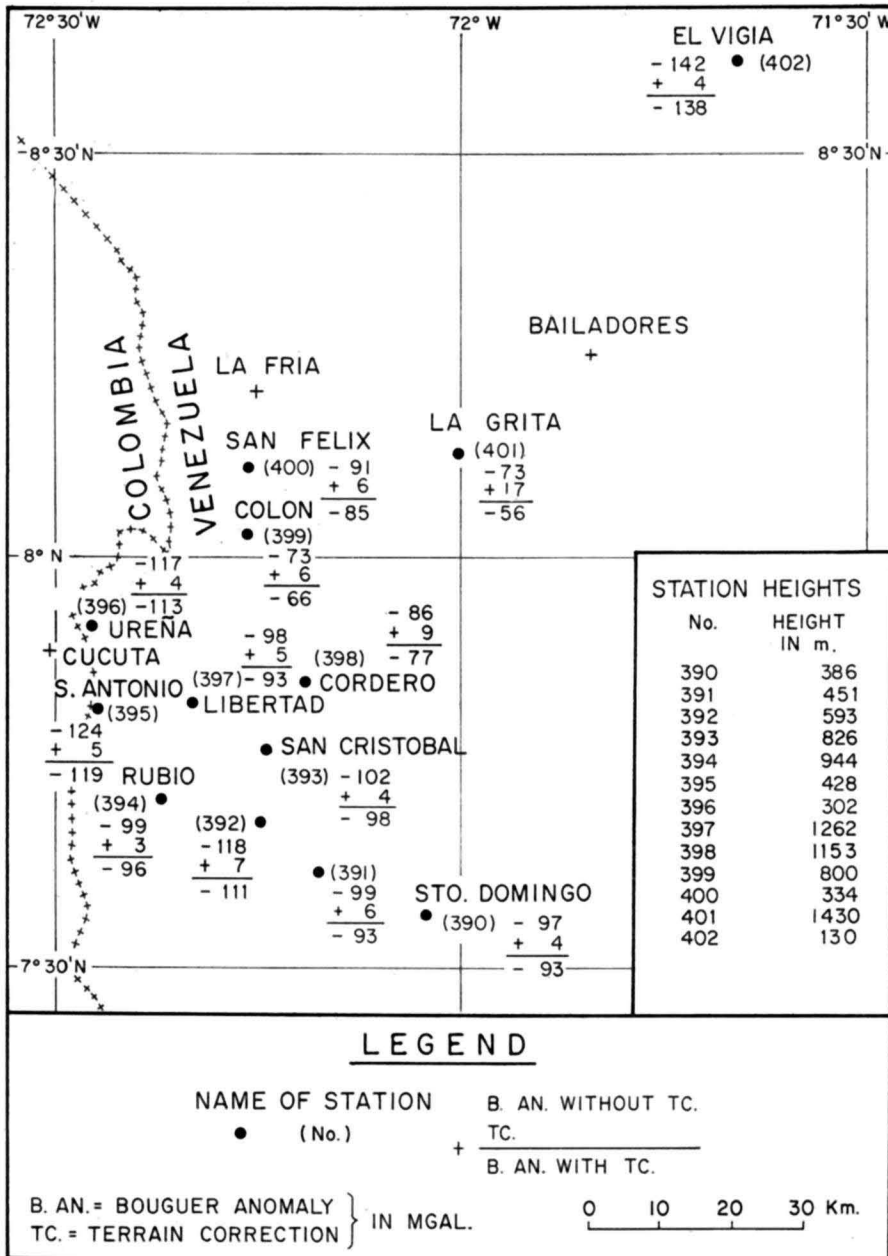 72°30'W 72° W 71°30' W
EL VIGIA
(402)
- 142
+ 4
- 138
8°30'N 8°30'N
COLOMBIA
VENEZUELA
BAILADORES
LA FRIA
LA GRITA
(401)
-73
+17
-56
SAN FELIX
(400) - 91
+ 6
-85
COLON
(399)
- 73
+ 6
- 66
8° N
-117
+ 4
-113
(396)
UREÑA
CUCUTA
- 86
+ 9
- 77
(398)
CORDERO
- 98
+ 5
- 93
(397)
LIBERTAD
S. ANTONIO
(395)
- 124
+ 5
- 119
SAN CRISTOBAL
(393) -102
+ 4
- 98
RUBIO
(394)
- 99
+ 3
- 96
(392)
-118
+ 7
- 111
(391)
- 99
+ 6
- 93
STO. DOMINGO
(390) - 97
+ 4
- 93
7°30'N
STATION HEIGHTS
No. HEIGHT
IN m.
390 386
391 451
392 593
393 826
394 944
395 428
396 302
397 1262
398 1153
399 800
400 334
401 1430
402 130
LEGEND
NAME OF STATION
(No.)
B. AN. WITHOUT TC.
+ TC.
B. AN. WITH TC.
B. AN. = BOUGUER ANOMALY
TC. = TERRAIN CORRECTION
IN MGAL.
0 10 20 30 Km.